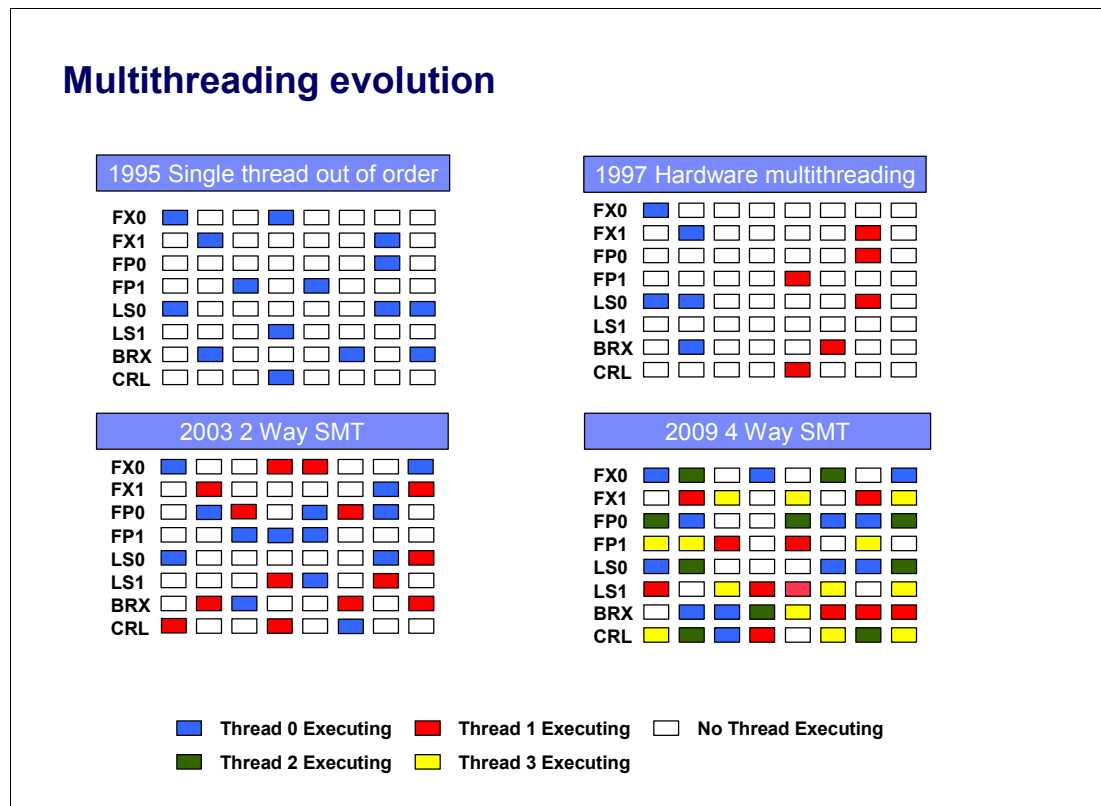 Multithreading evolution
1995 Single thread out of order
FX0
FX1
FP0
FP1
LS0
LS1
BRX
CRL
1997 Hardware multithreading
FX0
FX1
FP0
FP1
LS0
LS1
BRX
CRL
2003 2 Way SMT
FX0
FX1
FP0
FP1
LS0
LS1
BRX
CRL
2009 4 Way SMT
FX0
FX1
FP0
FP1
LS0
LS1
BRX
CRL
Thread 0 Executing Thread 1 Executing No Thread Executing
Thread 2 Executing Thread 3 Executing